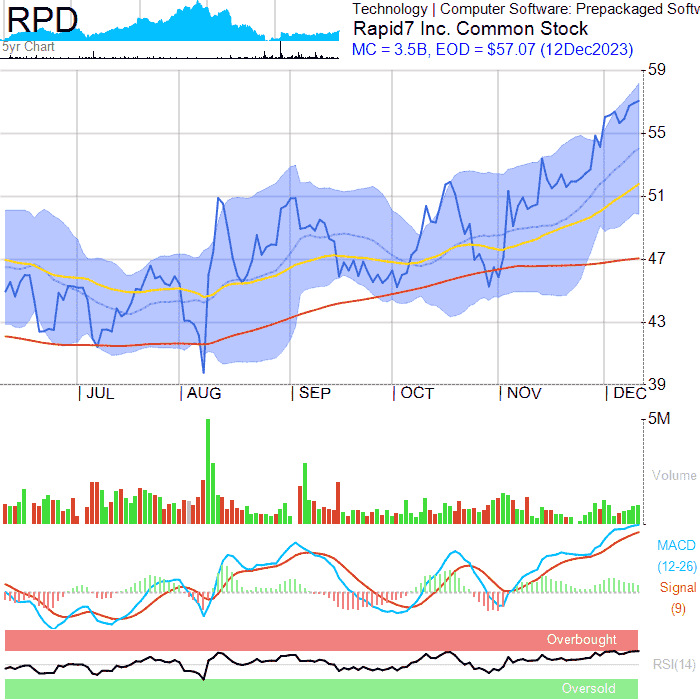 RPD
5yr Chart
Technology | Computer Software: Prepackaged Softw
Rapid7 Inc. Common Stock
MC = 3.5B, EOD = $57.07 (12Dec2023)
59
55
51
47
43
39
JUL
AUG
SEP
OCT
NOV
DEC
5M
Volume
MACD
(12-26)
Signal
(9)
Overbought
RSI(14)
Oversold